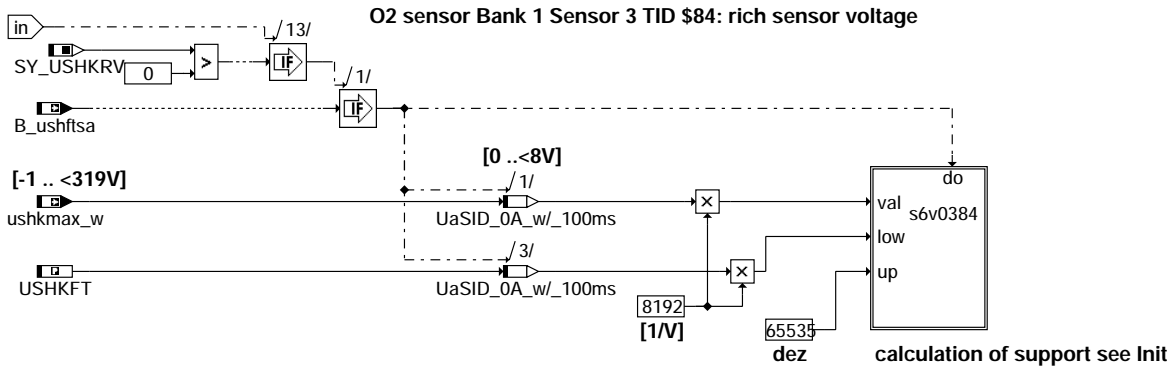 O2 sensor Bank 1 Sensor 3 TID $84: rich sensor voltage
in
/13/
SY_USHKRV
0
>
IF
/1/
B_ushftsa
IF
[0 ..<8V]
do
[-1 .. <319V]
/1/
ushkmax_w
UaSID_0A_w/_100ms
×
val
s6v0384
low
/3/
USHKFT
UaSID_0A_w/_100ms
×
up
8192
[1/V]
65535
dez
calculation of support see Init